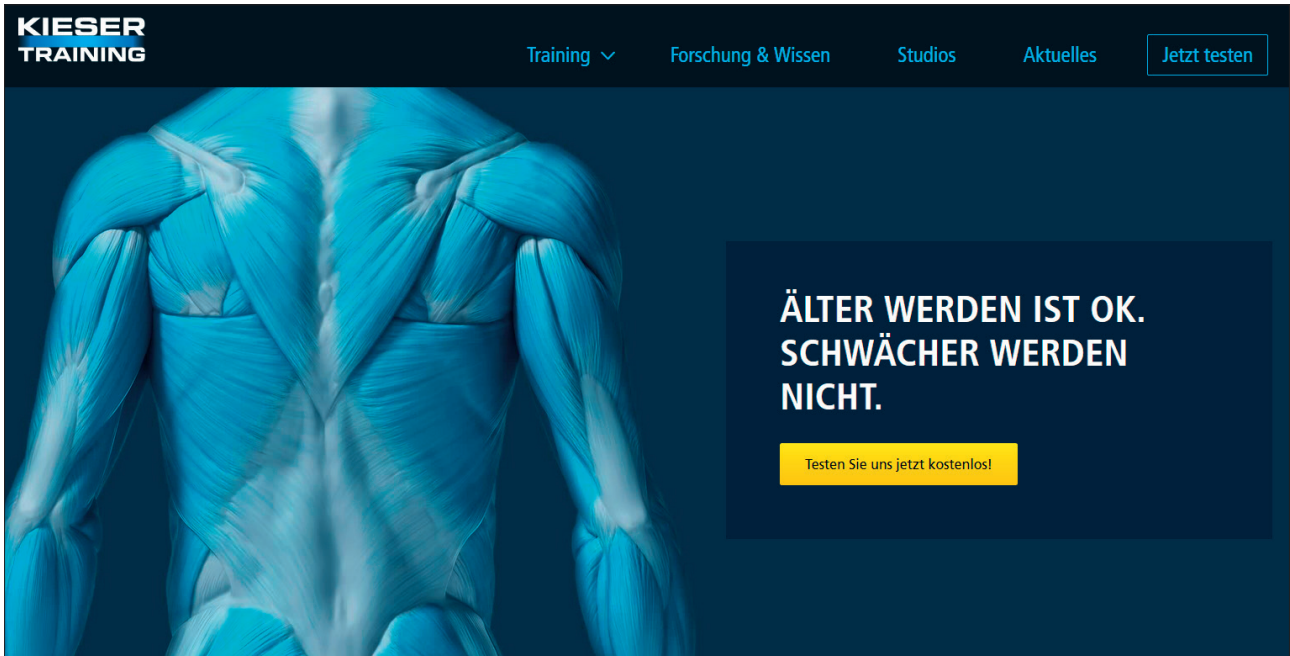 KIESER
TRAINING
Training
Forschung & Wissen
Studios
Aktuelles
Jetzt testen
ÄLTER WERDEN IST OK.
SCHWÄCHER WERDEN
NICHT.
Testen Sie uns jetzt kostenlos!